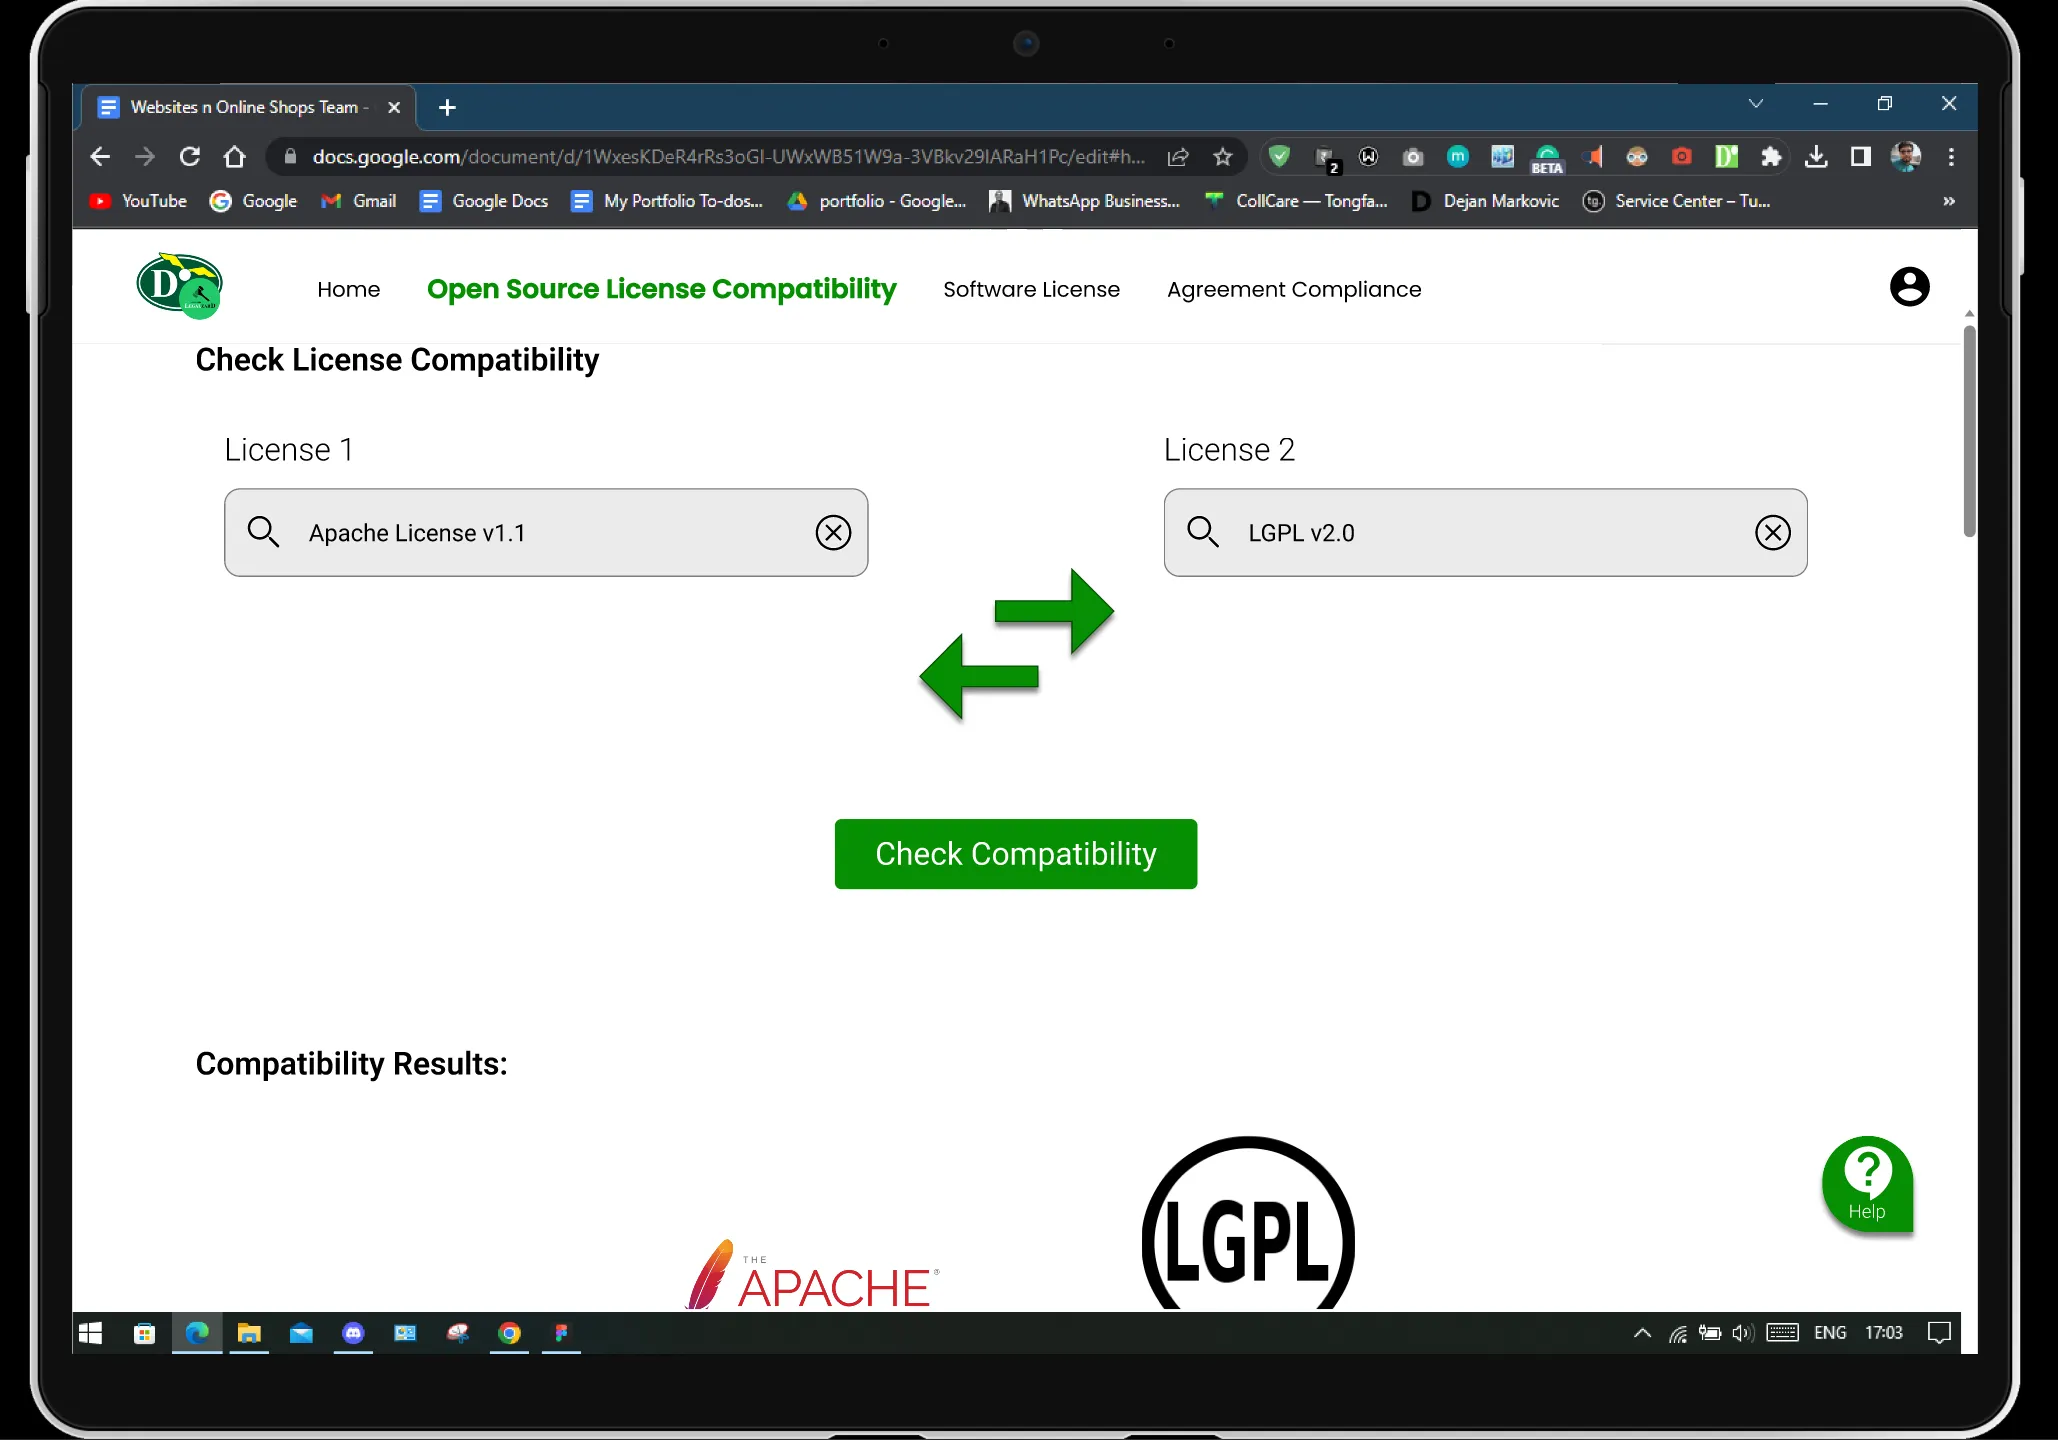 Websites n Online Shops Team -
docs.google.com/document/d/1WxesKDeR4rRs3oGI-UWxWB51W9a-3VBkv29IARaH1Pc/edit#h...
2
BETA
YouTube Google Gmail Google Docs My Portfolio To-dos... portfolio - Google... WhatsApp Business... CollCare — Tongfa... Dejan Markovic Service Center – Tu... »
D
Home Open Source License Compatibility Software License Agreement Compliance
Check License Compatibility
License 1 License 2
Apache License v1.1 LGPL v2.0
Check Compatibility
Compatibility Results:
THE
APACHE®
LGPL
?
Help
ENG 17:03